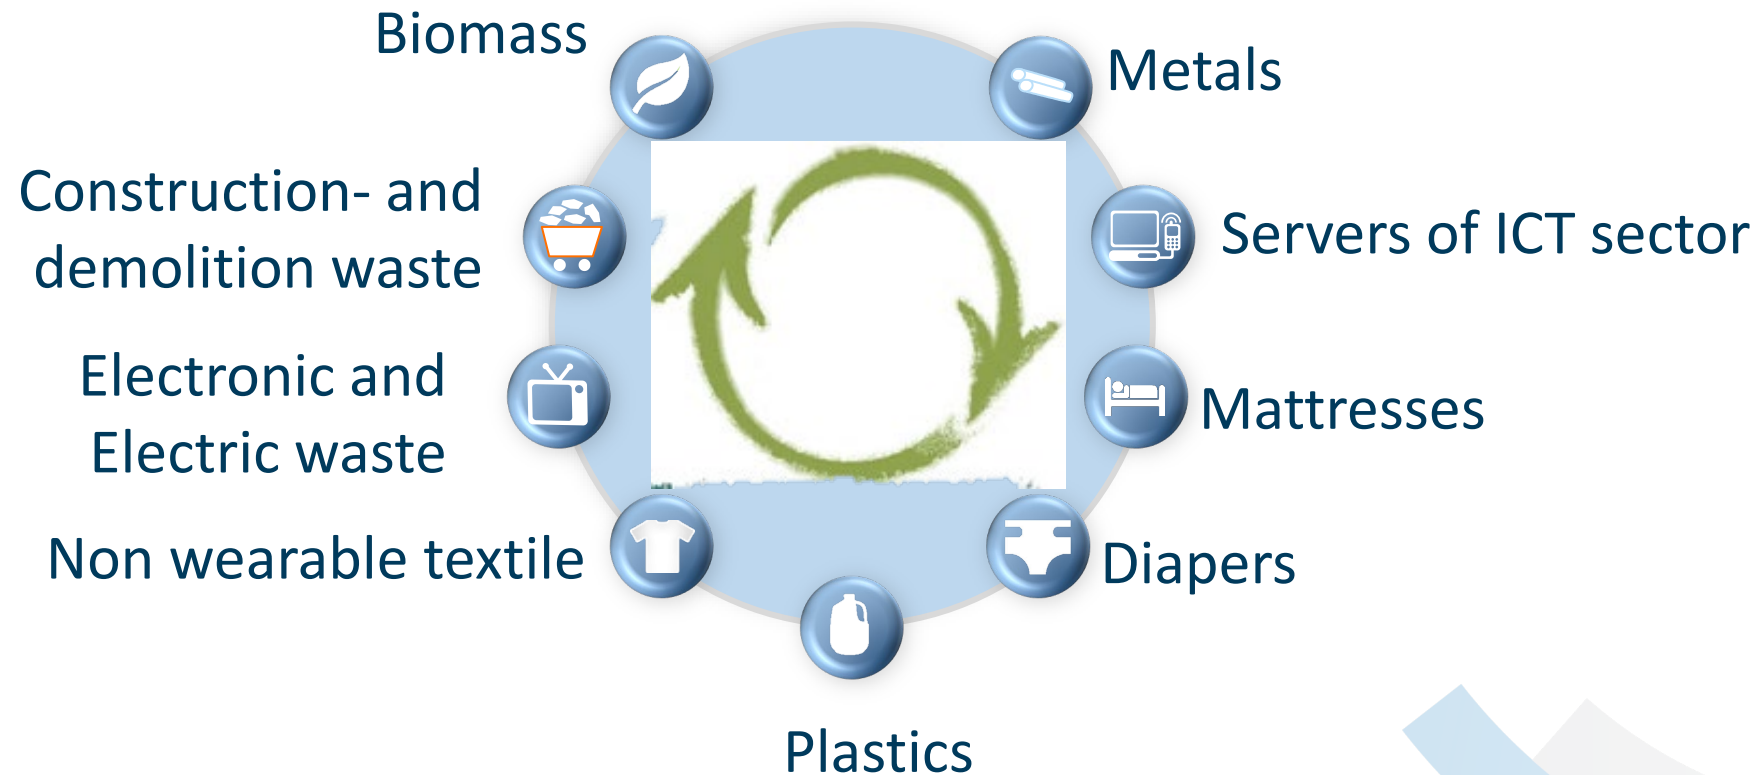 Biomass
Metals
Construction- and
demolition waste
Servers of ICT sector
Electronic and
Electric waste
Mattresses
Non wearable textile
Diapers
Plastics